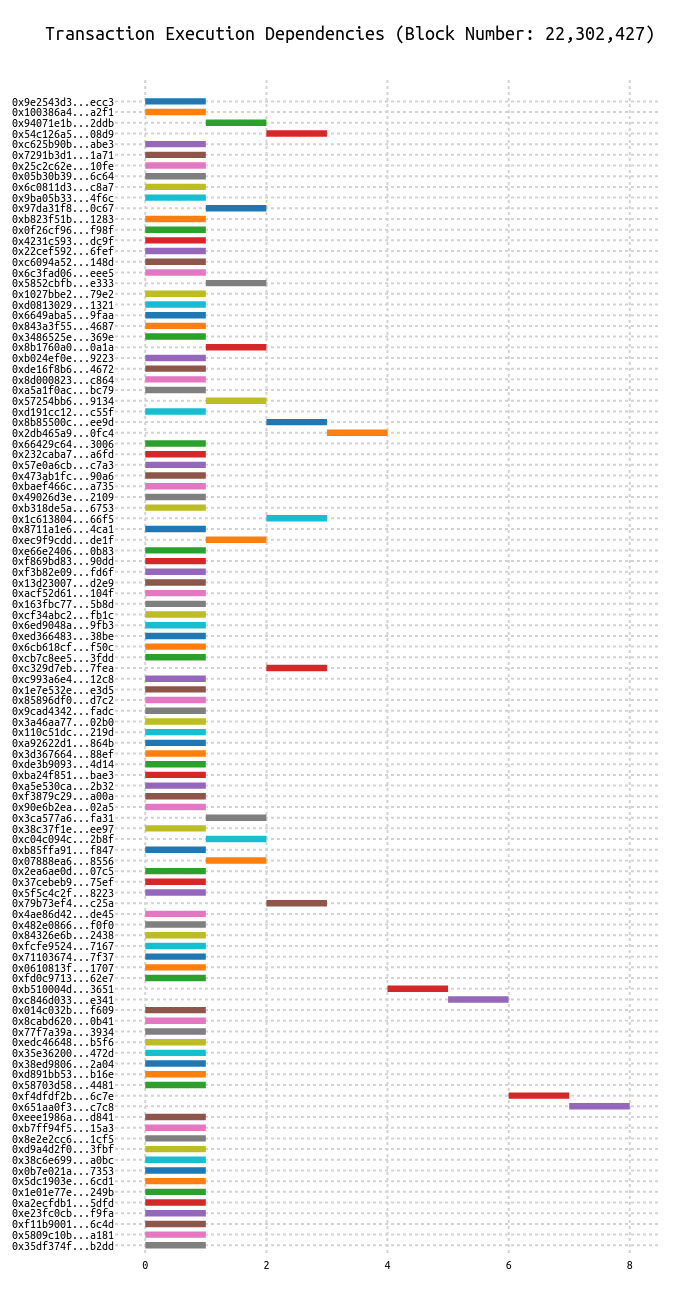 Transaction Execution Dependencies (Block Number: 22,302,427)
0x9e2543d3...ecc3
0x100386a4...a2f1
0x94071e1b...2ddb
0x54c126a5...08d9
0xc625b90b...abe3
0x7291b3d1...1a71
0x25c2c62e...10fe
0x05b30b39...6c64
0x6c0811d3...c8a7
0x9ba05b33...4f6c
0x97da31f8...0c67
0xb823f51b...1283
0x0f26cf96...f98f
0x4231c593...dc9f
0x22cef592...6fef
0xc6094a52...148d
0x6c3fad06...eee5
0x5852cbfb...e333
0x1027bbe2...79e2
0xd0813029...1321
0x6649aba5...9faa
0x843a3f55...4687
0x3486525e...369e
0x8b1760a0...0a1a
0xb024ef0e...9223
0xde16f8b6...4672
0x8d000823...c864
0xa5a1f0ac...bc79
0x57254bb6...9134
0xd191cc12...c55f
0x8b85500c...ee9d
0x2db465a9...0fc4
0x66429c64...3006
0x232caba7...a6fd
0x57e0a6cb...c7a3
0x473ab1fc...90a6
0xbaef466c...a735
0x49026d3e...2109
0xb318de5a...6753
0x1c613804...66f5
0x8711a1e6...4ca1
0xec9f9cdd...de1f
0xe66e2406...0b83
0xf869bd83...90dd
0xf3b82e09...fd6f
0x13d23007...d2e9
0xacf52d61...104f
0x163fbc77...5b8d
0xcf34abc2...fb1c
0x6ed9048a...9fb3
0xed366483...38be
0x6cb618cf...f50c
0xcb7c8ee5...3fdd
0xc329d7eb...7fea
0xc993a6e4...12c8
0x1e7e532e...e3d5
0x85896df0...d7c2
0x9cad4342...fadc
0x3a46aa77...02b0
0x110c51dc...219d
0xa92622d1...864b
0x3d367664...88ef
0xde3b9093...4d14
0xba24f851...bae3
0xa5e530ca...2b32
0xf3879c29...a00a
0x90e6b2ea...02a5
0x3ca577a6...fa31
0x38c37f1e...ee97
0xc04c094c...2b8f
0xb85ffa91...f847
0x07888ea6...8556
0x2ea6ae0d...07c5
0x37cebeb9...75ef
0x5f5c4c2f...8223
0x79b73ef4...c25a
0x4ae86d42...de45
0x482e0866...f0f0
0x84326e6b...2438
0xfcfe9524...7167
0x71103674...7f37
0x0610813f...1707
0xfd0c9713...62e7
0xb510004d...3651
0xc846d033...e341
0x014c032b...f609
0x8cabd620...0b41
0x77f7a39a...3934
0xedc46648...b5f6
0x35e36200...472d
0x38ed9806...2a04
0xd891bb53...b16e
0x58703d58...4481
0xf4dfdf2b...6c7e
0x651aa0f3...c7c8
0xeee1986a...d841
0xb7ff94f5...15a3
0x8e2e2cc6...1cf5
0xd9a4d2f0...3fbf
0x38c6e699...a0bc
0x0b7e021a...7353
0x5dc1903e...6cd1
0x1e01e77e...249b
0xa2ecfdb1...5dfd
0xe23fc0cb...f9fa
0xf11b9001...6c4d
0x5809c10b...a181
0x35df374f...b2dd
0 2 4 6 8